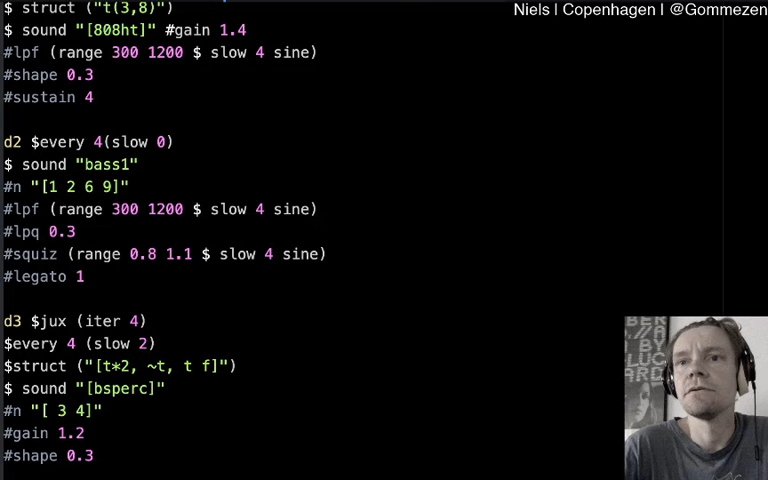 Niels | Copenhagen | @Gommezen
$ struct ("t(3,8)")
$ sound "[808ht]" #gain 1.4
#lpf (range 300 1200 $ slow 4 sine)
#shape 0.3
#sustain 4
d2 $every 4(slow 0)
$ sound "bass1"
#n "[1 2 6 9]"
#lpf (range 300 1200 $ slow 4 sine)
#lpq 0.3
#squiz (range 0.8 1.1 $ slow 4 sine)
#legato 1
d3 $jux (iter 4)
$every 4 (slow 2)
$struct ("[t*2, ~t, t f]")
$ sound "[bsperc]"
#n "[ 3 4]"
#gain 1.2
#shape 0.3
BY
LUC
ARD